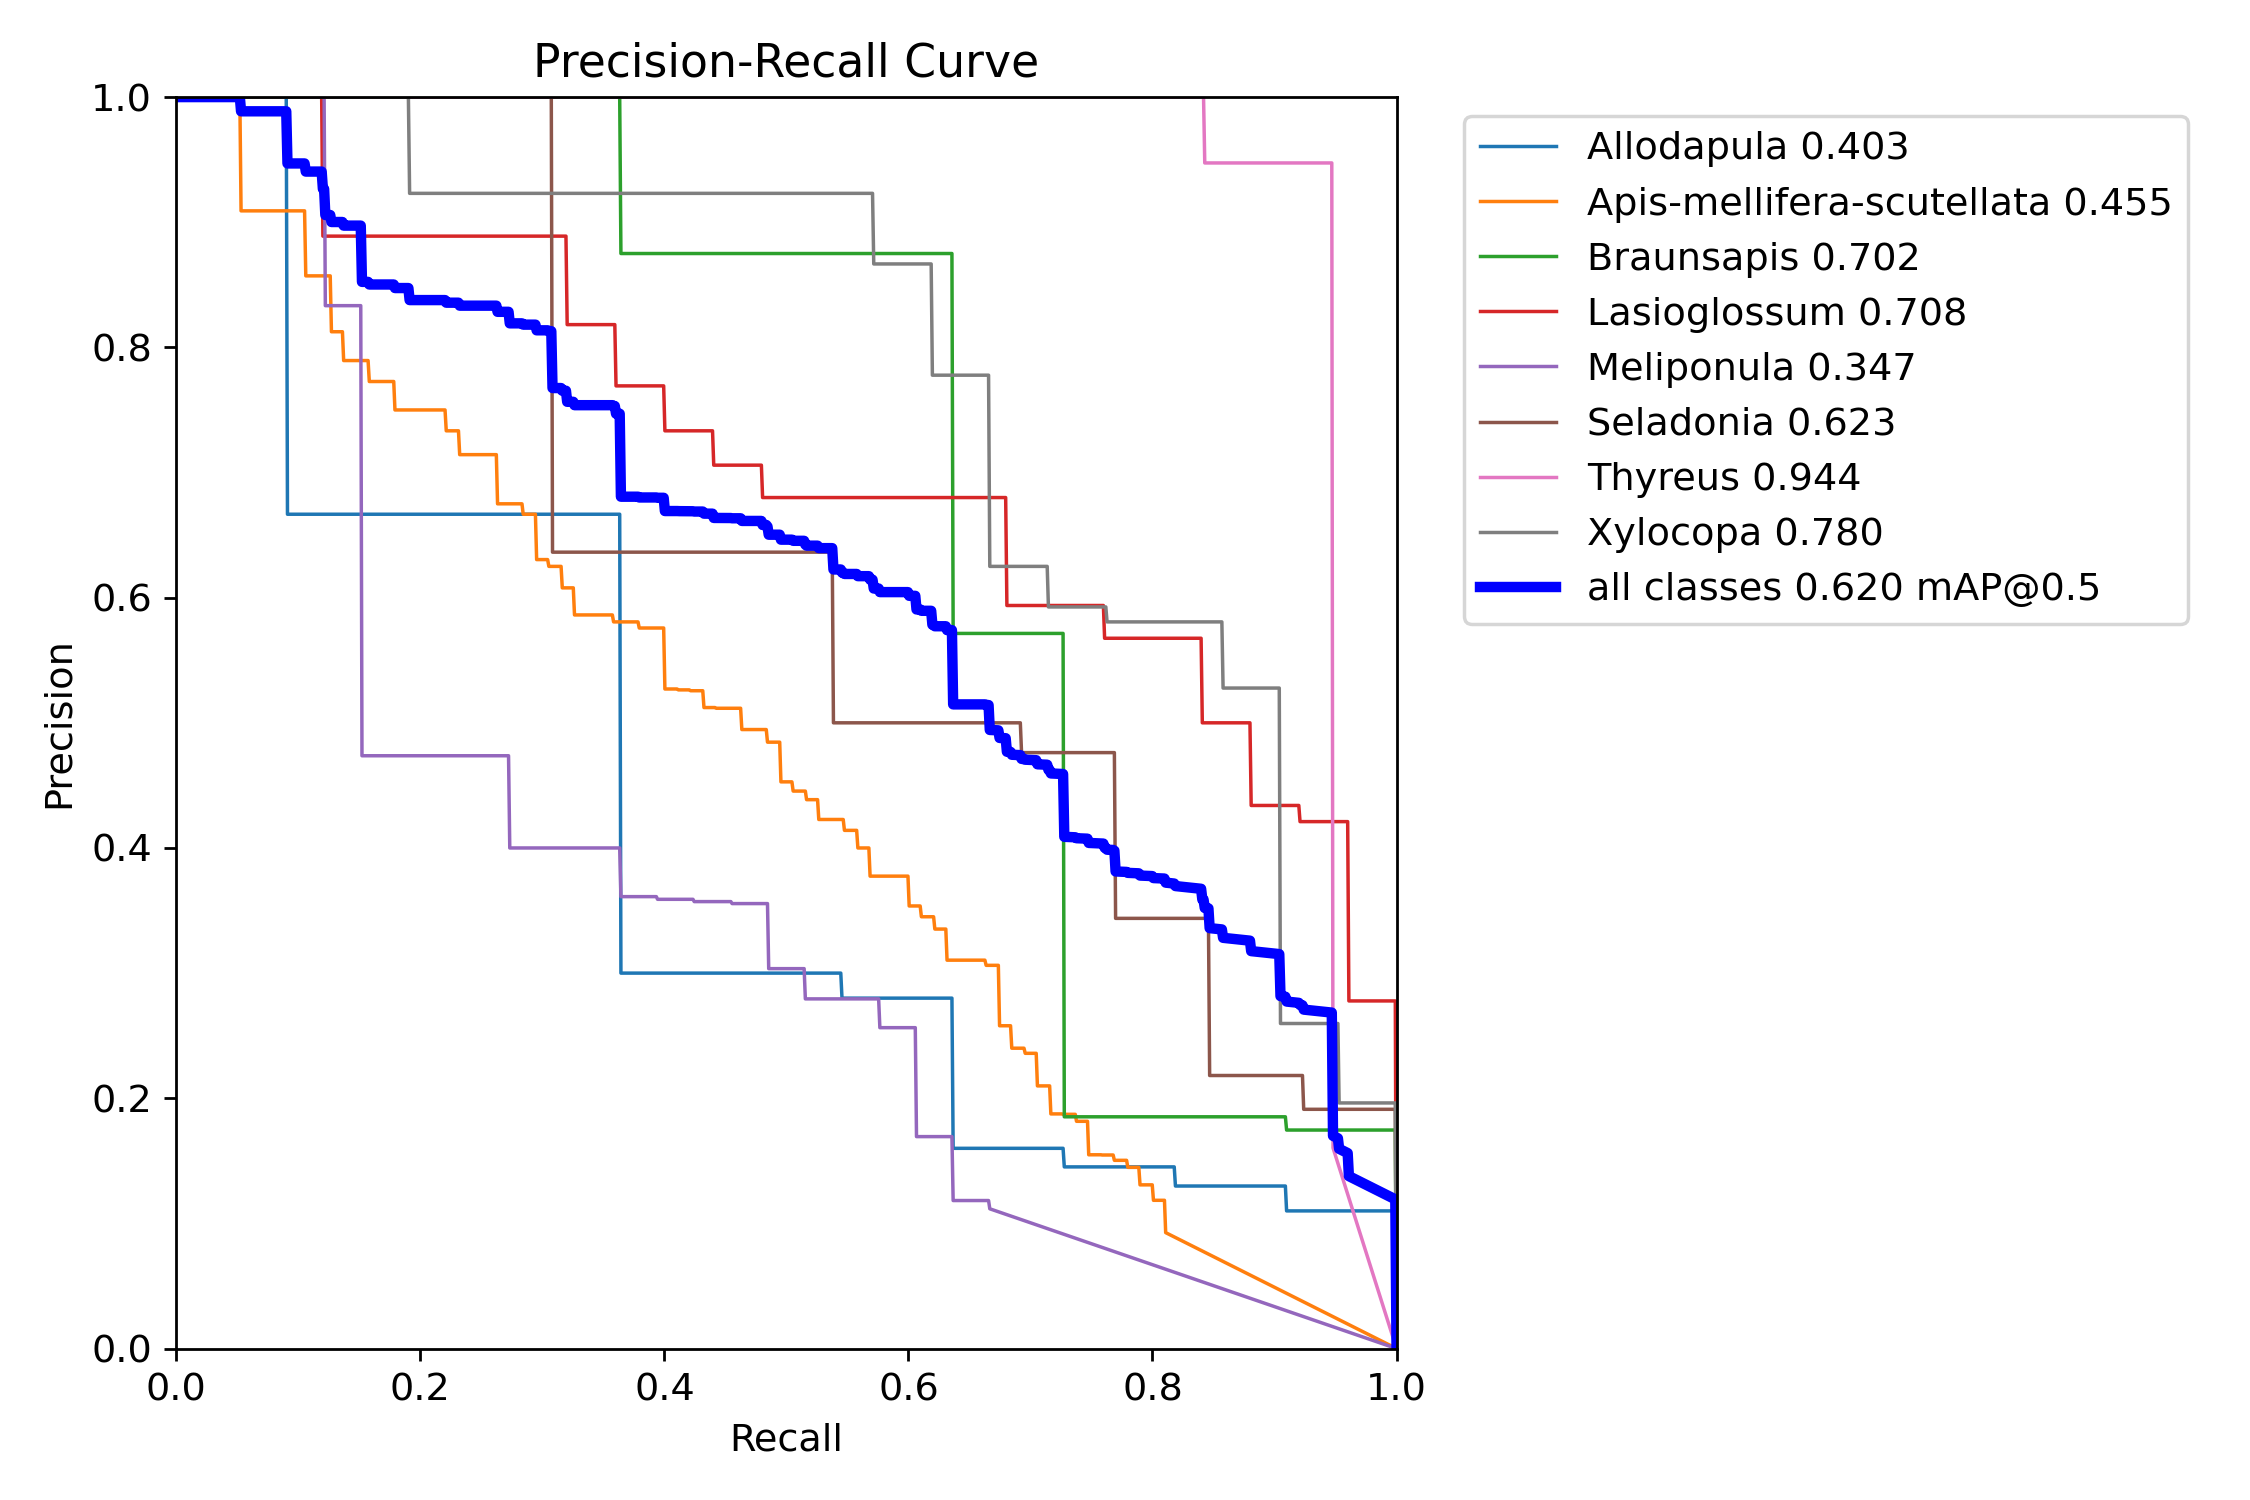 Precision-Recall Curve
1.0
0.8
0.6
0.4
0.2
0.0
Precision
0.0 0.2 0.4 0.6 0.8 1.0
Recall
Allodapula 0.403
Apis-mellifera-scutellata 0.455
Braunsapis 0.702
Lasioglossum 0.708
Meliponula 0.347
Seladonia 0.623
Thyreus 0.944
Xylocopa 0.780
all classes 0.620 mAP@0.5